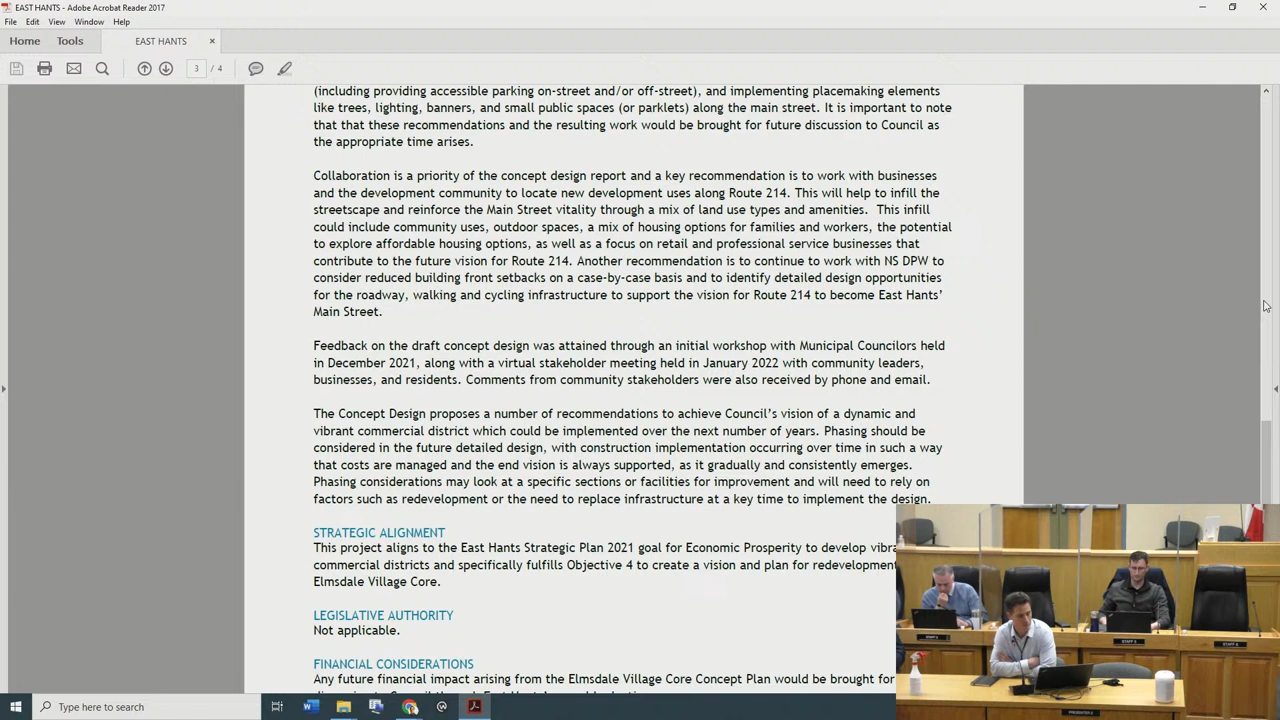 EAST HANTS - Adobe Acrobat Reader 2017
File Edit View Window Help
Home Tools EAST HANTS ×
3 / 4
(including providing accessible parking on-street and/or off-street), and implementing placemaking elements
like trees, lighting, banners, and small public spaces (or parklets) along the main street. It is important to note
that that these recommendations and the resulting work would be brought for future discussion to Council as
the appropriate time arises.
Collaboration is a priority of the concept design report and a key recommendation is to work with businesses
and the development community to locate new development uses along Route 214. This will help to infill the
streetscape and reinforce the Main Street vitality through a mix of land use types and amenities. This infill
could include community uses, outdoor spaces, a mix of housing options for families and workers, the potential
to explore affordable housing options, as well as a focus on retail and professional service businesses that
contribute to the future vision for Route 214. Another recommendation is to continue to work with NS DPW to
consider reduced building front setbacks on a case-by-case basis and to identify detailed design opportunities
for the roadway, walking and cycling infrastructure to support the vision for Route 214 to become East Hants’
Main Street.
Feedback on the draft concept design was attained through an initial workshop with Municipal Councilors held
in December 2021, along with a virtual stakeholder meeting held in January 2022 with community leaders,
businesses, and residents. Comments from community stakeholders were also received by phone and email.
The Concept Design proposes a number of recommendations to achieve Council’s vision of a dynamic and
vibrant commercial district which could be implemented over the next number of years. Phasing should be
considered in the future detailed design, with construction implementation occurring over time in such a way
that costs are managed and the end vision is always supported, as it gradually and consistently emerges.
Phasing considerations may look at a specific sections or facilities for improvement and will need to rely on
factors such as redevelopment or the need to replace infrastructure at a key time to implement the design.
STRATEGIC ALIGNMENT
This project aligns to the East Hants Strategic Plan 2021 goal for Economic Prosperity to develop vibra
commercial districts and specifically fulfills Objective 4 to create a vision and plan for redevelopment
Elmsdale Village Core.
LEGISLATIVE AUTHORITY
Not applicable.
FINANCIAL CONSIDERATIONS
Any future financial impact arising from the Elmsdale Village Core Concept Plan would be brought for
Type here to search